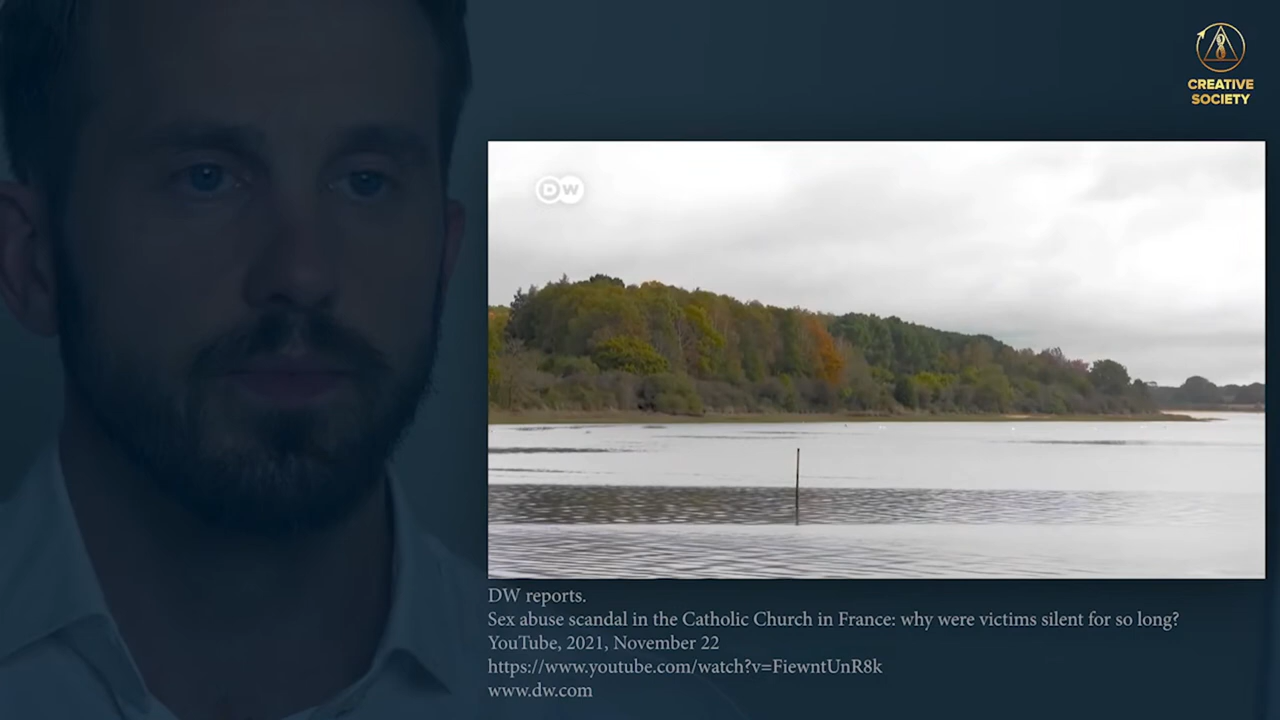 CREATIVE
SOCIETY
DW
DW reports.
Sex abuse scandal in the Catholic Church in France: why were victims silent for so long?
YouTube, 2021, November 22
https://www.youtube.com/watch?v=FiewntUnR8k
www.dw.com